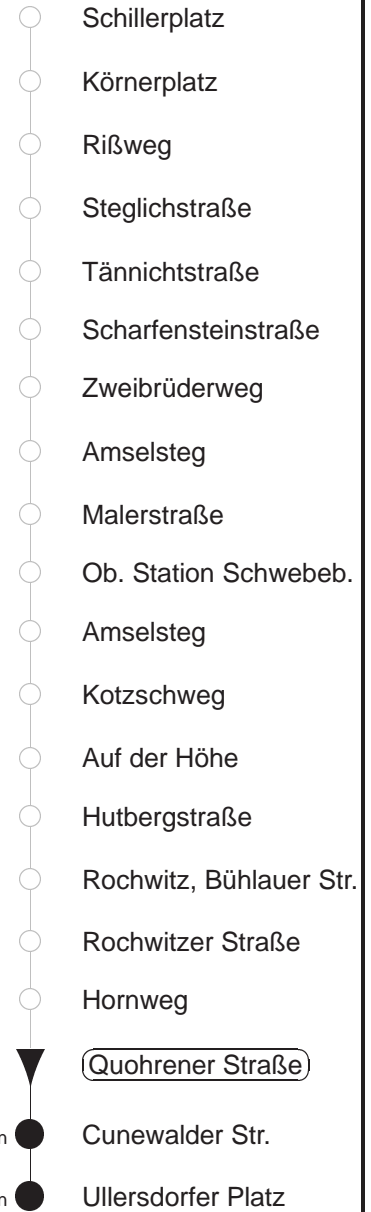 Schillerplatz
Körnerplatz
Rißweg
Steglichstraße
Tännichtstraße
Scharfensteinstraße
Zweibrüderweg
Amselsteg
Malerstraße
Ob. Station Schwebeb.
Amselsteg
Kotzschweg
Auf der Höhe
Hutbergstraße
Rochwitz, Bühlauer Str.
Rochwitzer Straße
Hornweg
Quohrener Straße
Cunewalder Str.
Ullersdorfer Platz